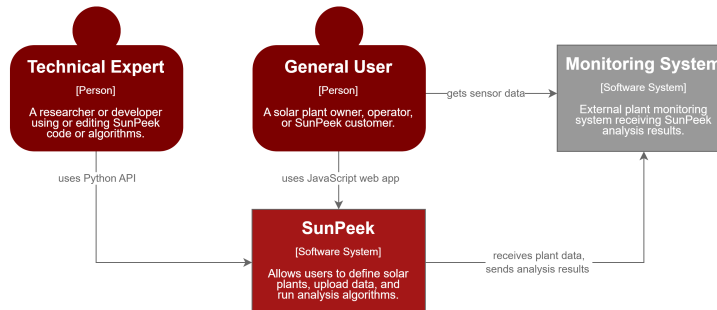 Technical Expert
[Person]
A researcher or developer
using or editing SunPeek
code or algorithms.
General User
[Person]
A solar plant owner, operator,
or SunPeek customer.
gets sensor data
Monitoring System
[Software System]
External plant monitoring
system receiving SunPeek
analysis results.
uses Python API
uses JavaScript web app
SunPeek
[Software System]
Allows users to define solar
plants, upload data, and
run analysis algorithms.
receives plant data,
sends analysis results